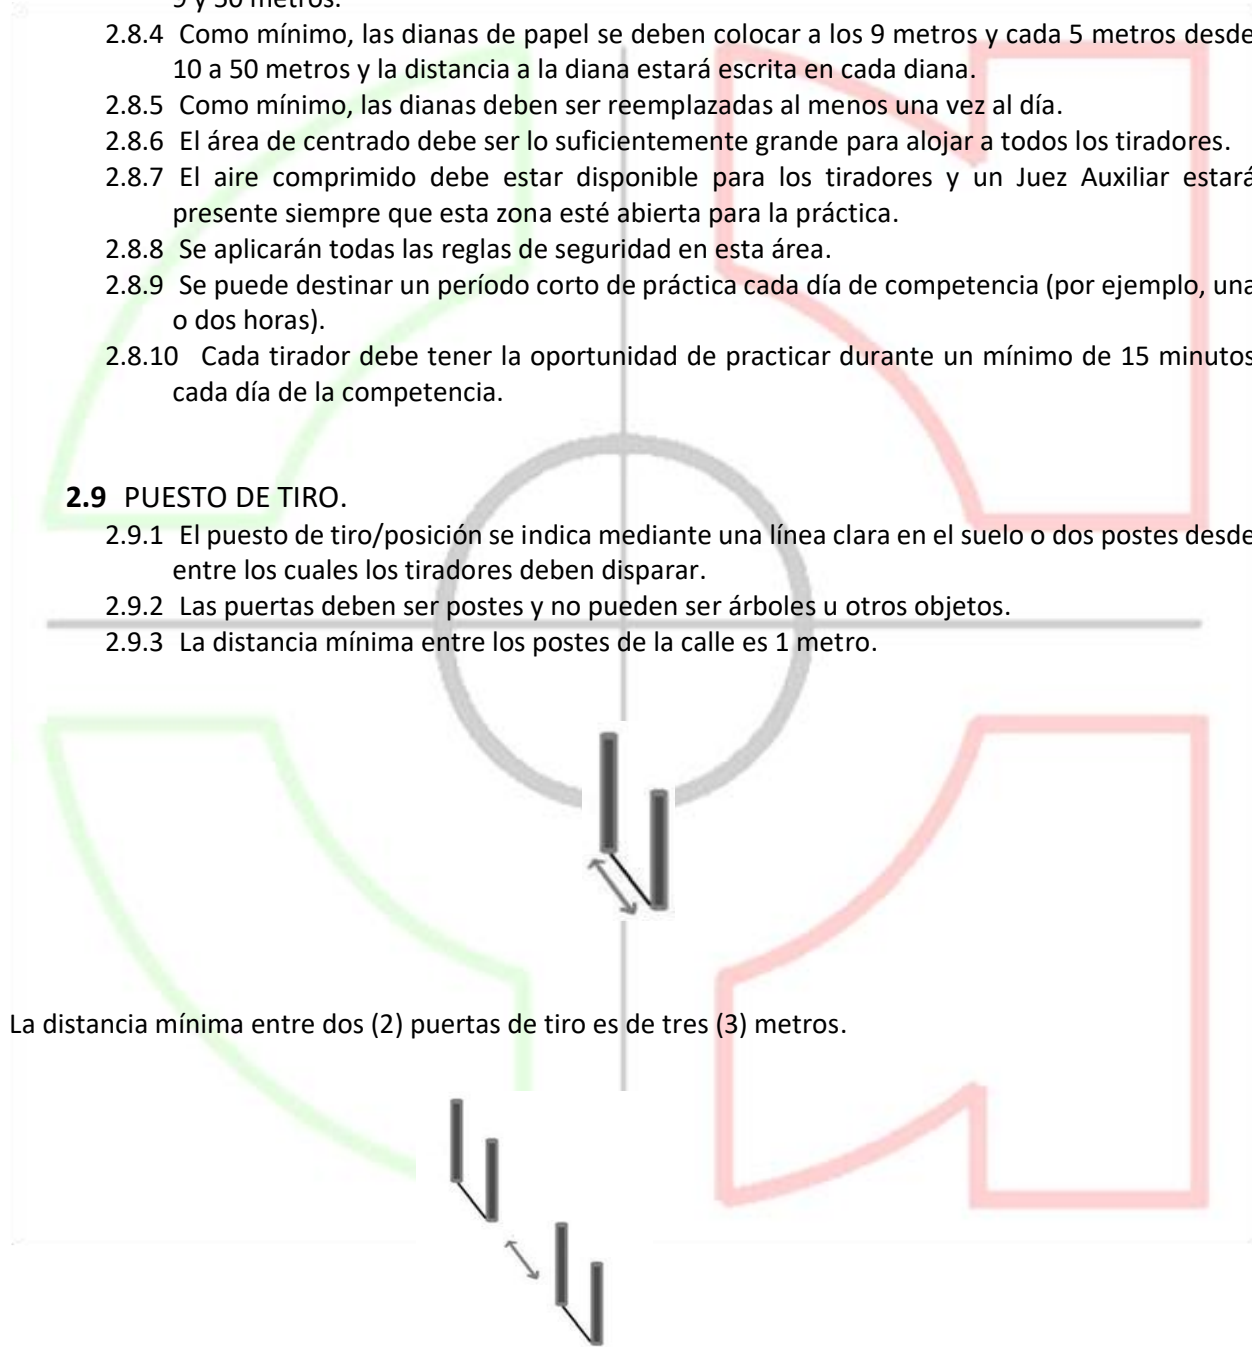 9 y 50 metros.
2.8.4 Como mínimo, las dianas de papel se deben colocar a los 9 metros y cada 5 metros desde
10 a 50 metros y la distancia a la diana estará escrita en cada diana.
2.8.5 Como mínimo, las dianas deben ser reemplazadas al menos una vez al día.
2.8.6 El área de centrado debe ser lo suficientemente grande para alojar a todos los tiradores.
2.8.7 El aire comprimido debe estar disponible para los tiradores y un Juez Auxiliar estará
presente siempre que esta zona esté abierta para la práctica.
2.8.8 Se aplicarán todas las reglas de seguridad en esta área.
2.8.9 Se puede destinar un período corto de práctica cada día de competencia (por ejemplo, una
o dos horas).
2.8.10 Cada tirador debe tener la oportunidad de practicar durante un mínimo de 15 minutos
cada día de la competencia.
2.9 PUESTO DE TIRO.
2.9.1 El puesto de tiro/posición se indica mediante una línea clara en el suelo o dos postes desde
entre los cuales los tiradores deben disparar.
2.9.2 Las puertas deben ser postes y no pueden ser árboles u otros objetos.
2.9.3 La distancia mínima entre los postes de la calle es 1 metro.
La distancia mínima entre dos (2) puertas de tiro es de tres (3) metros.